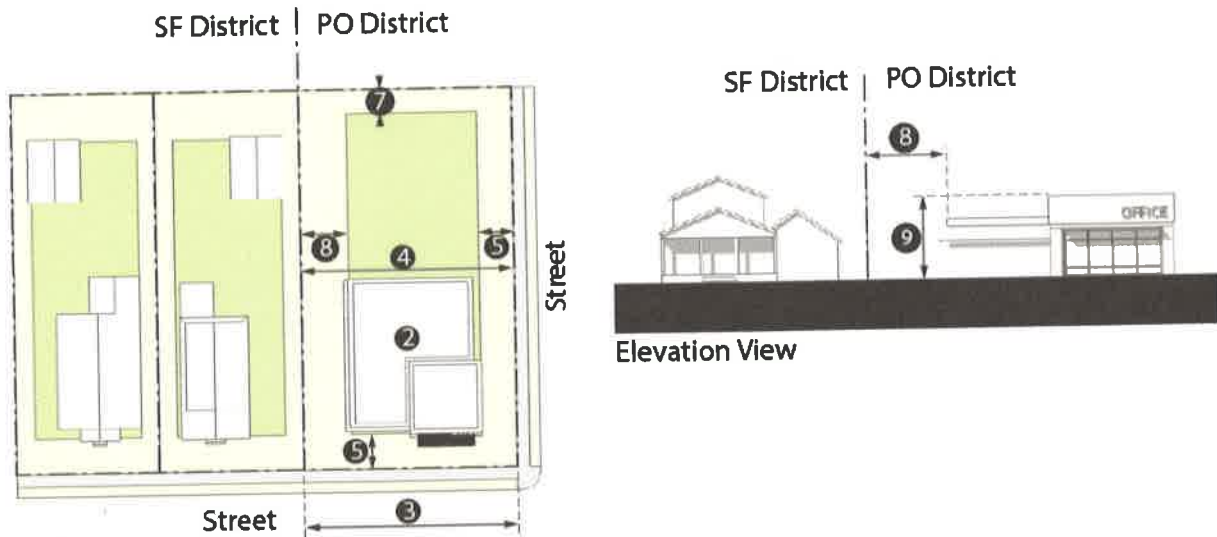 SF District
PO District
7
8
5
4
2
5
Street
Street
3
SF District
PO District
8
9
OFFICE
Elevation View